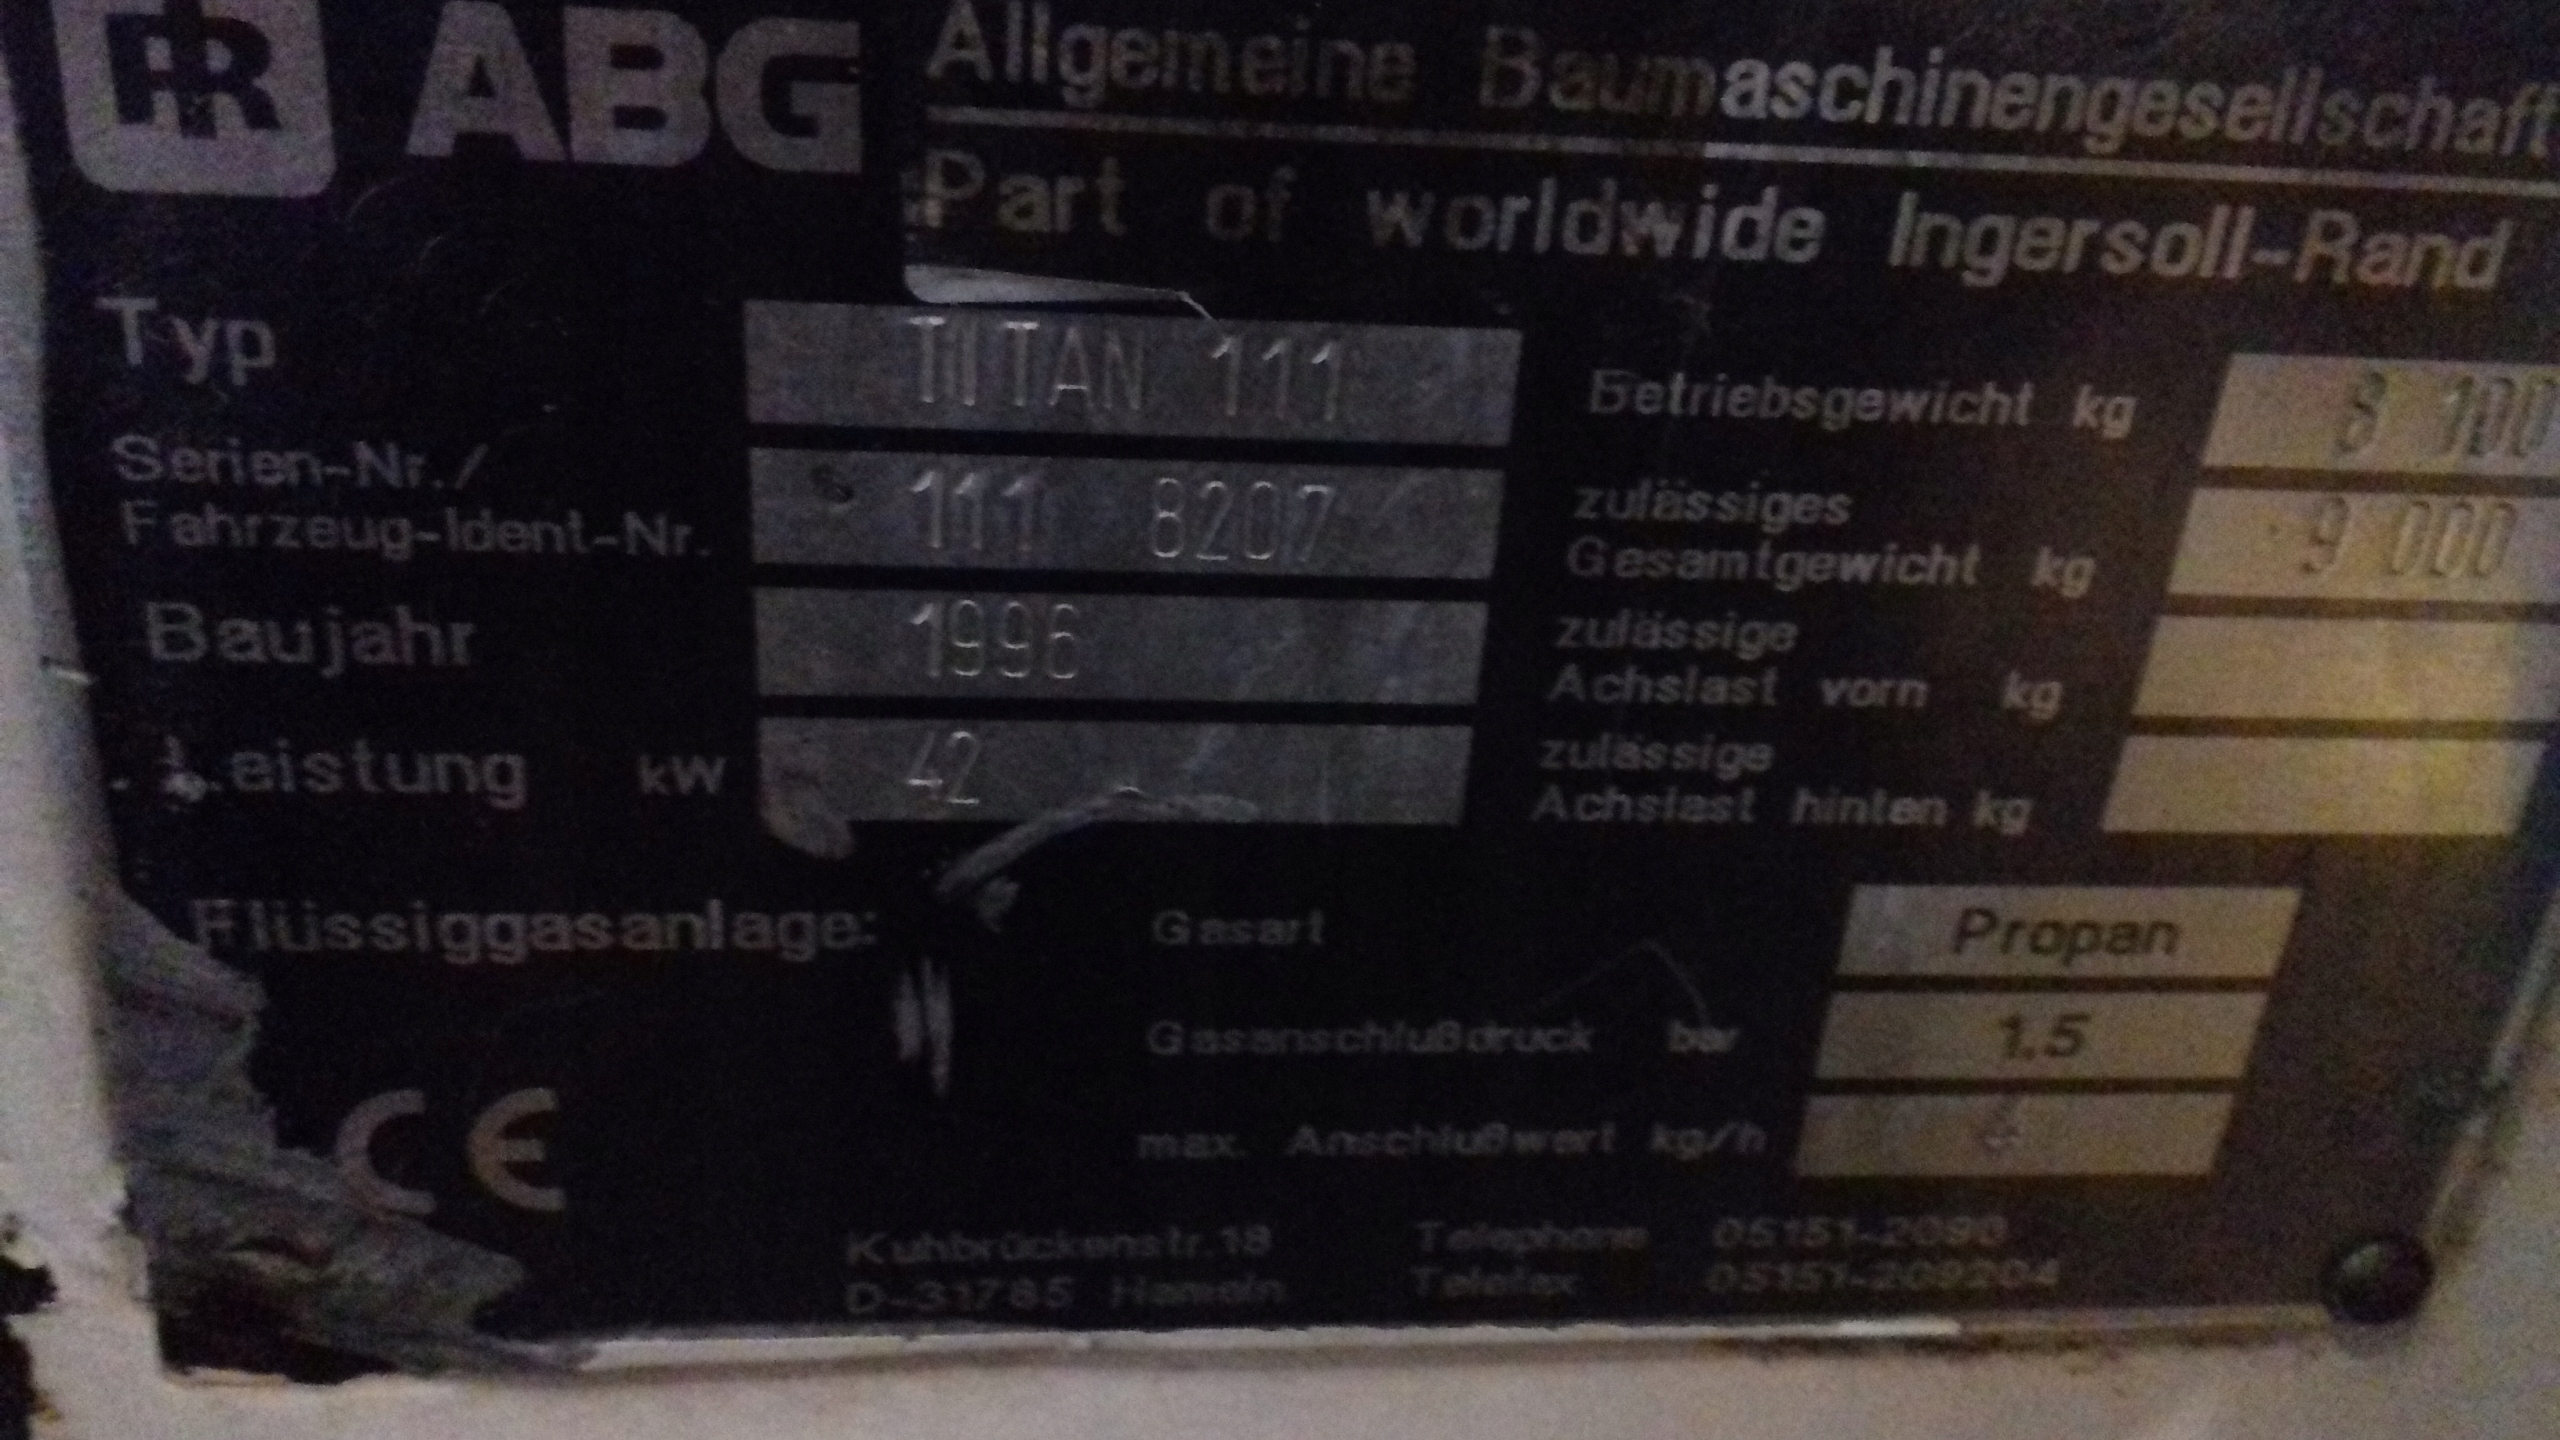 IR ABG Allgemeine Baumaschinengesellschaft
Part of worldwide Ingersoll-Rand
Typ TITAN 111
Betriebsgewicht kg 8 100
Serien-Nr./
Fahrzeug-Ident-Nr. S 111 8207
zulässiges
Gesamtgewicht kg 9 000
Baujahr 1996
zulässige
Achslast vorn kg
Leistung kW 42
zulässige
Achslast hinten kg
Flüssiggasanlage: Gasart Propan
Gasanschlußdruck bar 1.5
max. Anschlußwert kg/h
CE
Kuhbrückenstr.18 Telephone 05151-2090
D-31785 Hameln Telefax 05151-209204